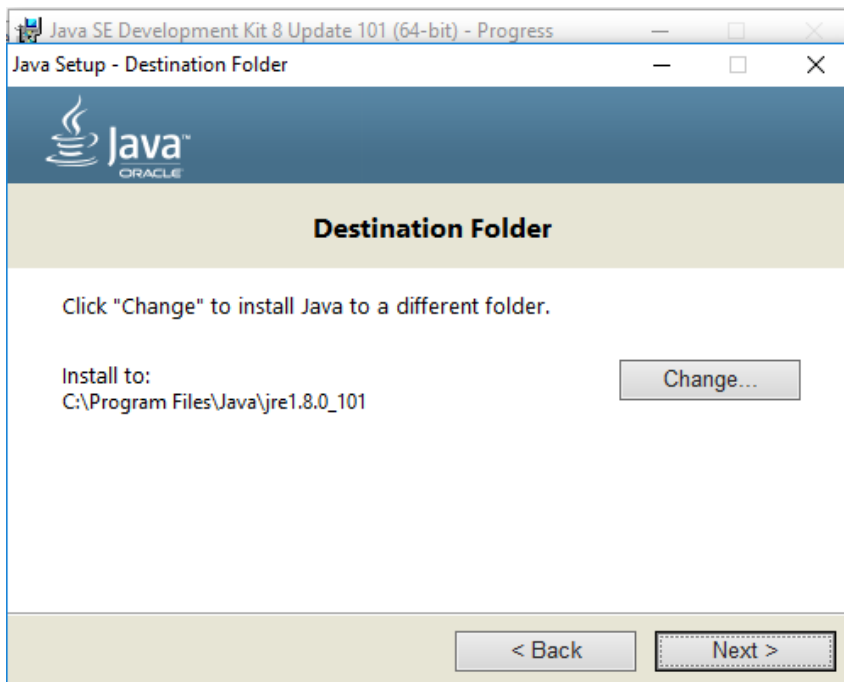 Java SE Development Kit 8 Update 101 (64-bit) - Progress
Java Setup - Destination Folder
Java™
ORACLE
Destination Folder
Click "Change" to install Java to a different folder.
Install to:
Change...
C:\Program Files\Java\jre1.8.0_101
< Back
Next >